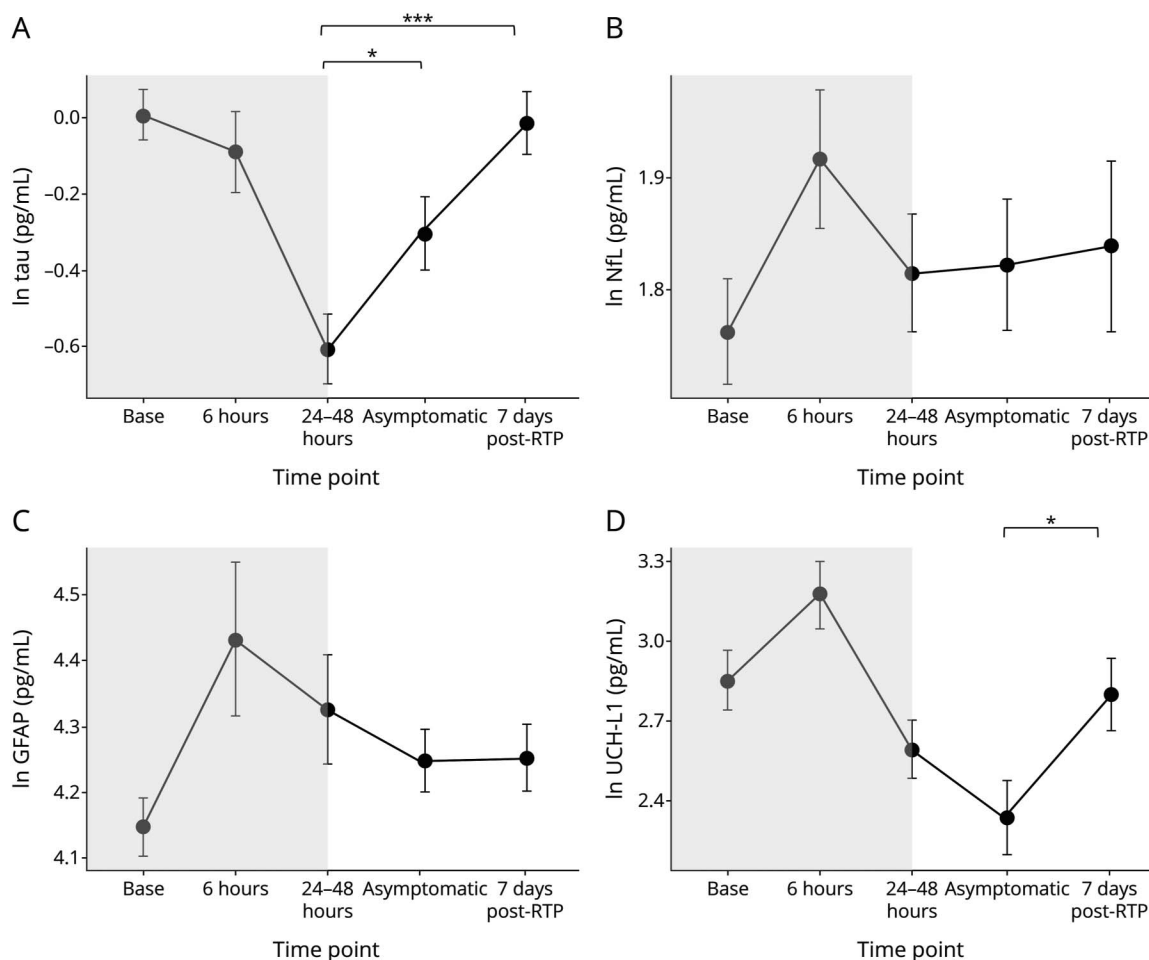 A
***
*
ln tau (pg/mL)
0.0
–0.2
–0.4
–0.6
Base
6 hours
24–48
hours
Asymptomatic
7 days
post-RTP
Time point
B
ln NfL (pg/mL)
1.9
1.8
Base
6 hours
24–48
hours
Asymptomatic
7 days
post-RTP
Time point
C
ln GFAP (pg/mL)
4.5
4.4
4.3
4.2
4.1
Base
6 hours
24–48
hours
Asymptomatic
7 days
post-RTP
Time point
D
*
ln UCH-L1 (pg/mL)
3.3
3.0
2.7
2.4
Base
6 hours
24–48
hours
Asymptomatic
7 days
post-RTP
Time point